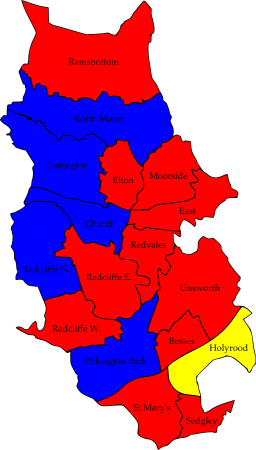 Ramsbottom
North Manor
Tottington
Elton
Moorside
East
Church
Redvales
Radcliffe N.
Radcliffe E.
Unsworth
Radcliffe W.
Besses
Holyrood
Pilkington Park
St Mary's
Sedgley